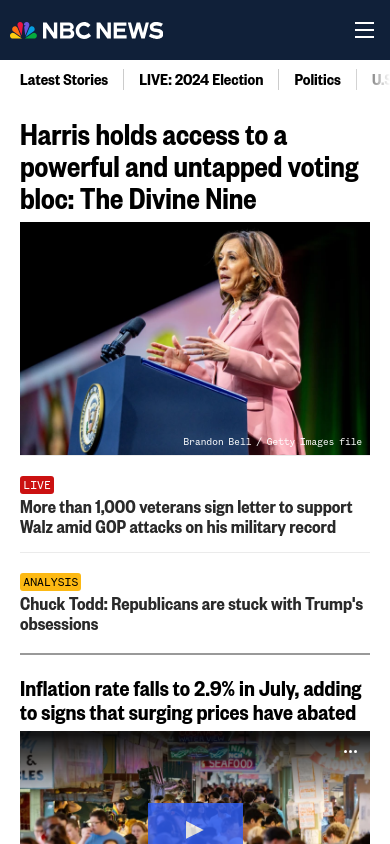 NBC NEWS
Latest Stories
LIVE: 2024 Election
Politics
U.S
Harris holds access to a
powerful and untapped voting
bloc: The Divine Nine
Brandon Bell / Getty Images file
LIVE
More than 1,000 veterans sign letter to support
Walz amid GOP attacks on his military record
ANALYSIS
Chuck Todd: Republicans are stuck with Trump's
obsessions
Inflation rate falls to 2.9% in July, adding
to signs that surging prices have abated
SEAFOOD